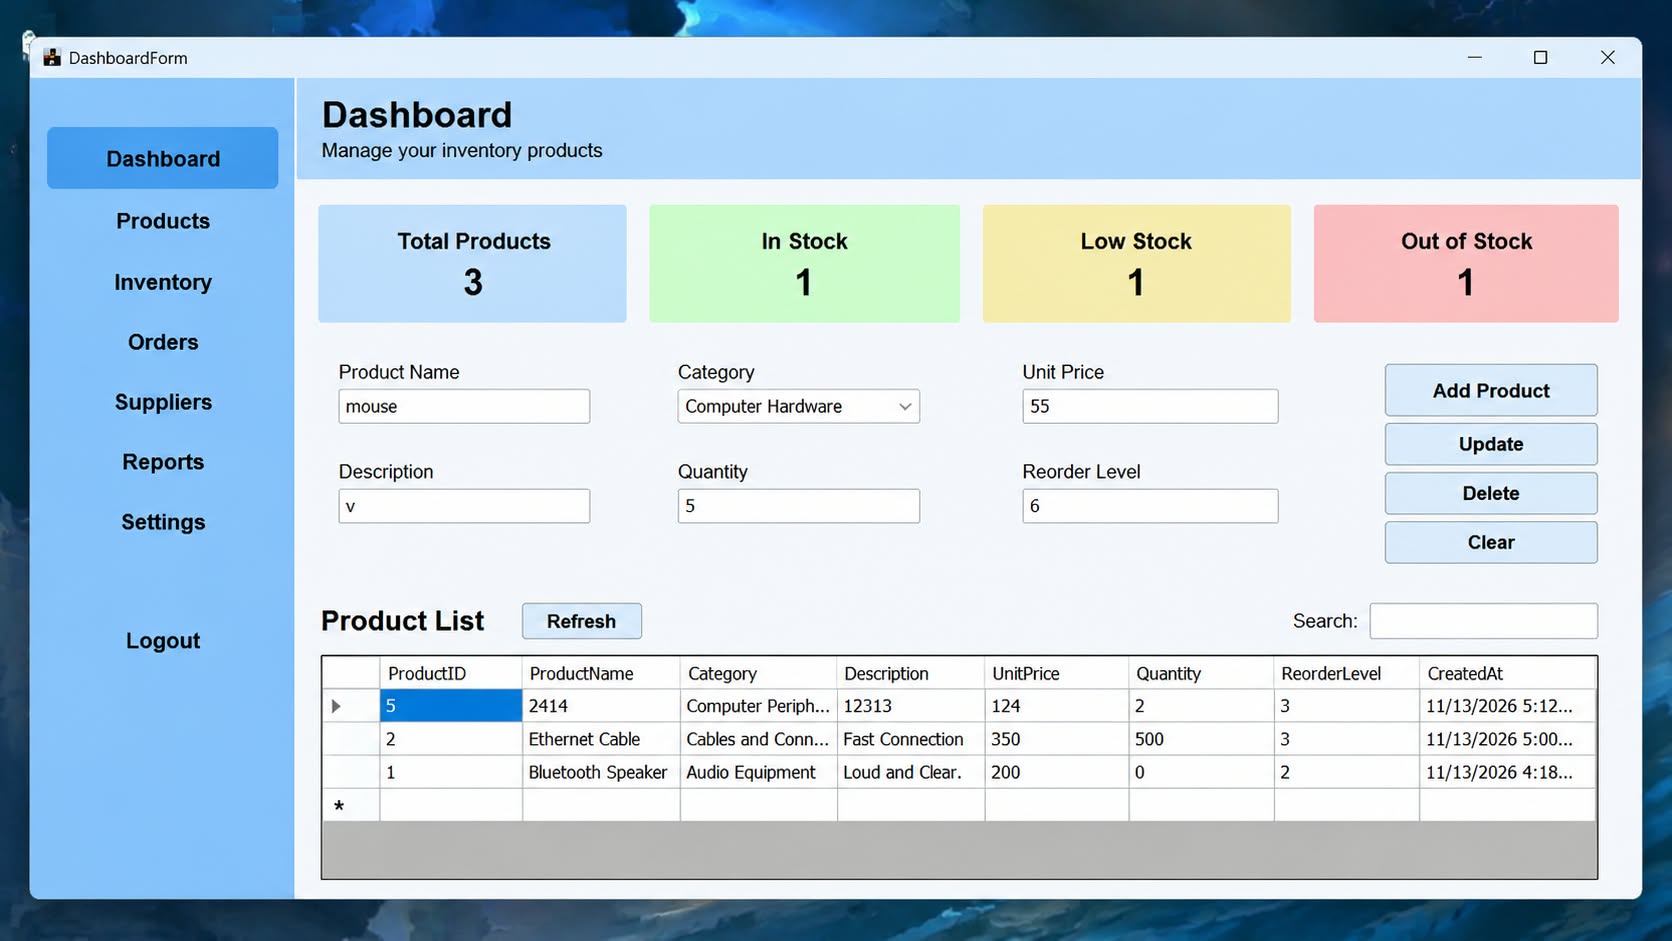 DashboardForm
Dashboard
Manage your inventory products
Dashboard
Products
Inventory
Orders
Suppliers
Reports
Settings
Logout
Total Products
3
In Stock
1
Low Stock
1
Out of Stock
1
Product Name
mouse
Category
Computer Hardware
Unit Price
55
Description
v
Quantity
5
Reorder Level
6
Add Product
Update
Delete
Clear
Product List
Refresh
Search:
ProductID ProductName Category Description UnitPrice Quantity ReorderLevel CreatedAt
5 2414 Computer Periph... 12313 124 2 3 11/13/2026 5:12...
2 Ethernet Cable Cables and Conn... Fast Connection 350 500 3 11/13/2026 5:00...
1 Bluetooth Speaker Audio Equipment Loud and Clear. 200 0 2 11/13/2026 4:18...
*